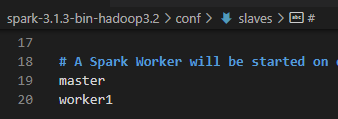 spark-3.1.3-bin-hadoop3.2 > conf > slaves > abc #
17
18 # A Spark Worker will be started on
19 master
20 worker1